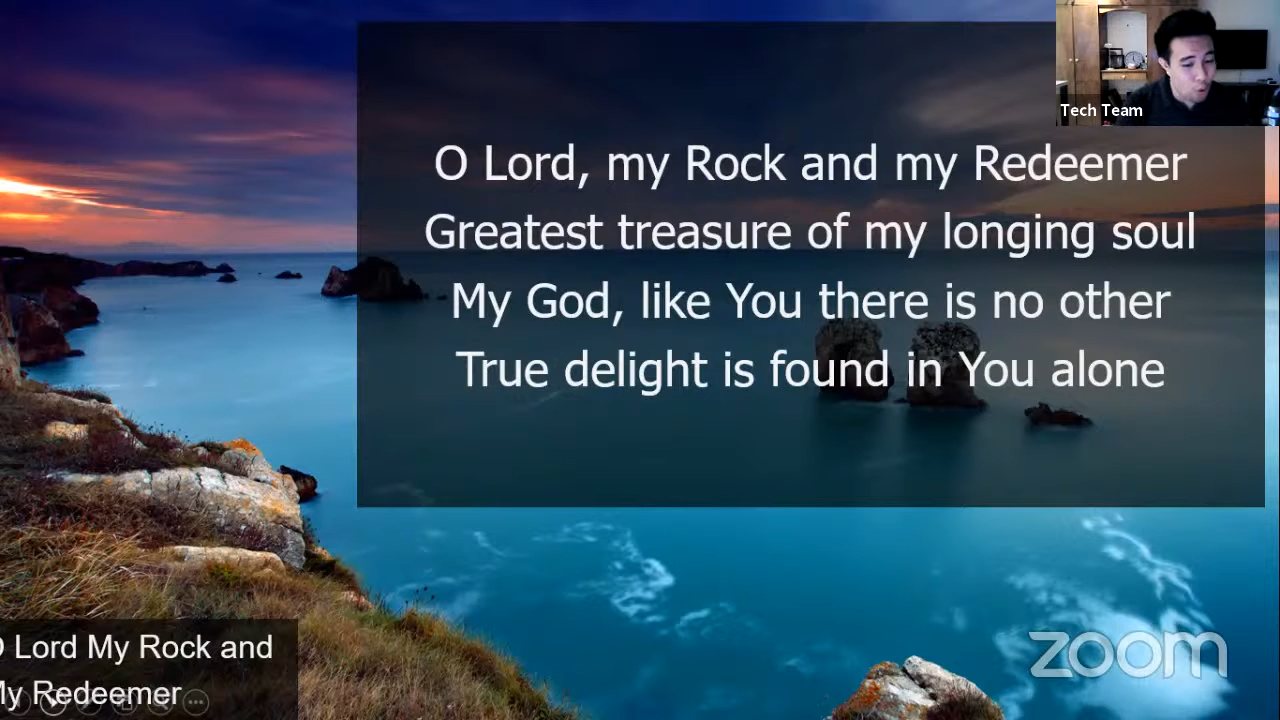 Tech Team
O Lord, my Rock and my Redeemer
Greatest treasure of my longing soul
My God, like You there is no other
True delight is found in You alone
O Lord My Rock and
My Redeemer
zoom